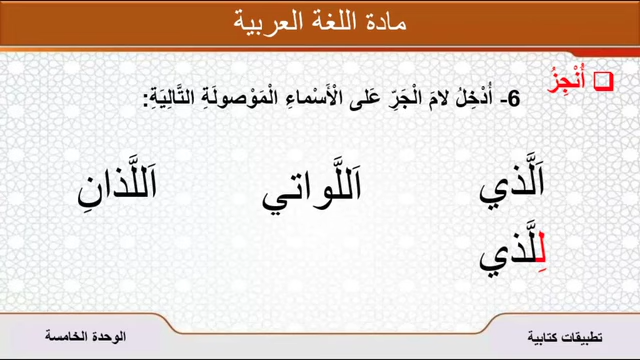 مادة اللغة العربية
أُنْجِزُ
6- أُدْخِلُ لامَ الْجَرِّ عَلى الْأَسْماءِ الْمَوْصولَةِ التَّالِيَةِ:
اَلَّذي اَللَّواتي اَللَّذانِ
لِلَّذي
تطبيقات كتابية الوحدة الخامسة